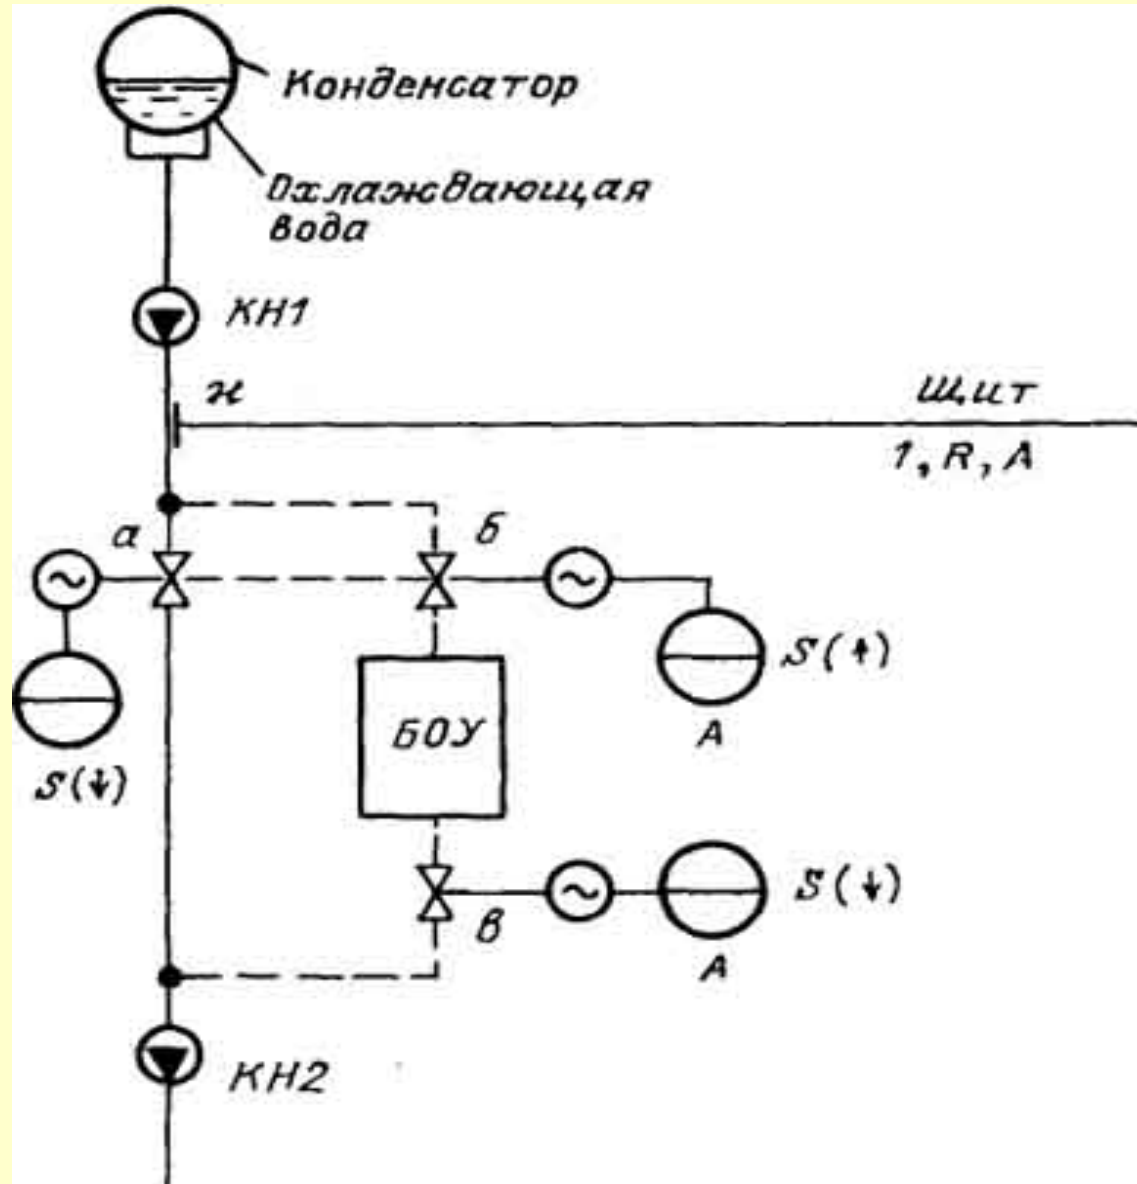 Конденсатор
Охлаждающая
вода
КН1
ж
Щит
1, R, A
а
б
S(↑)
А
БОУ
S(↓)
S(↓)
в
А
КН2